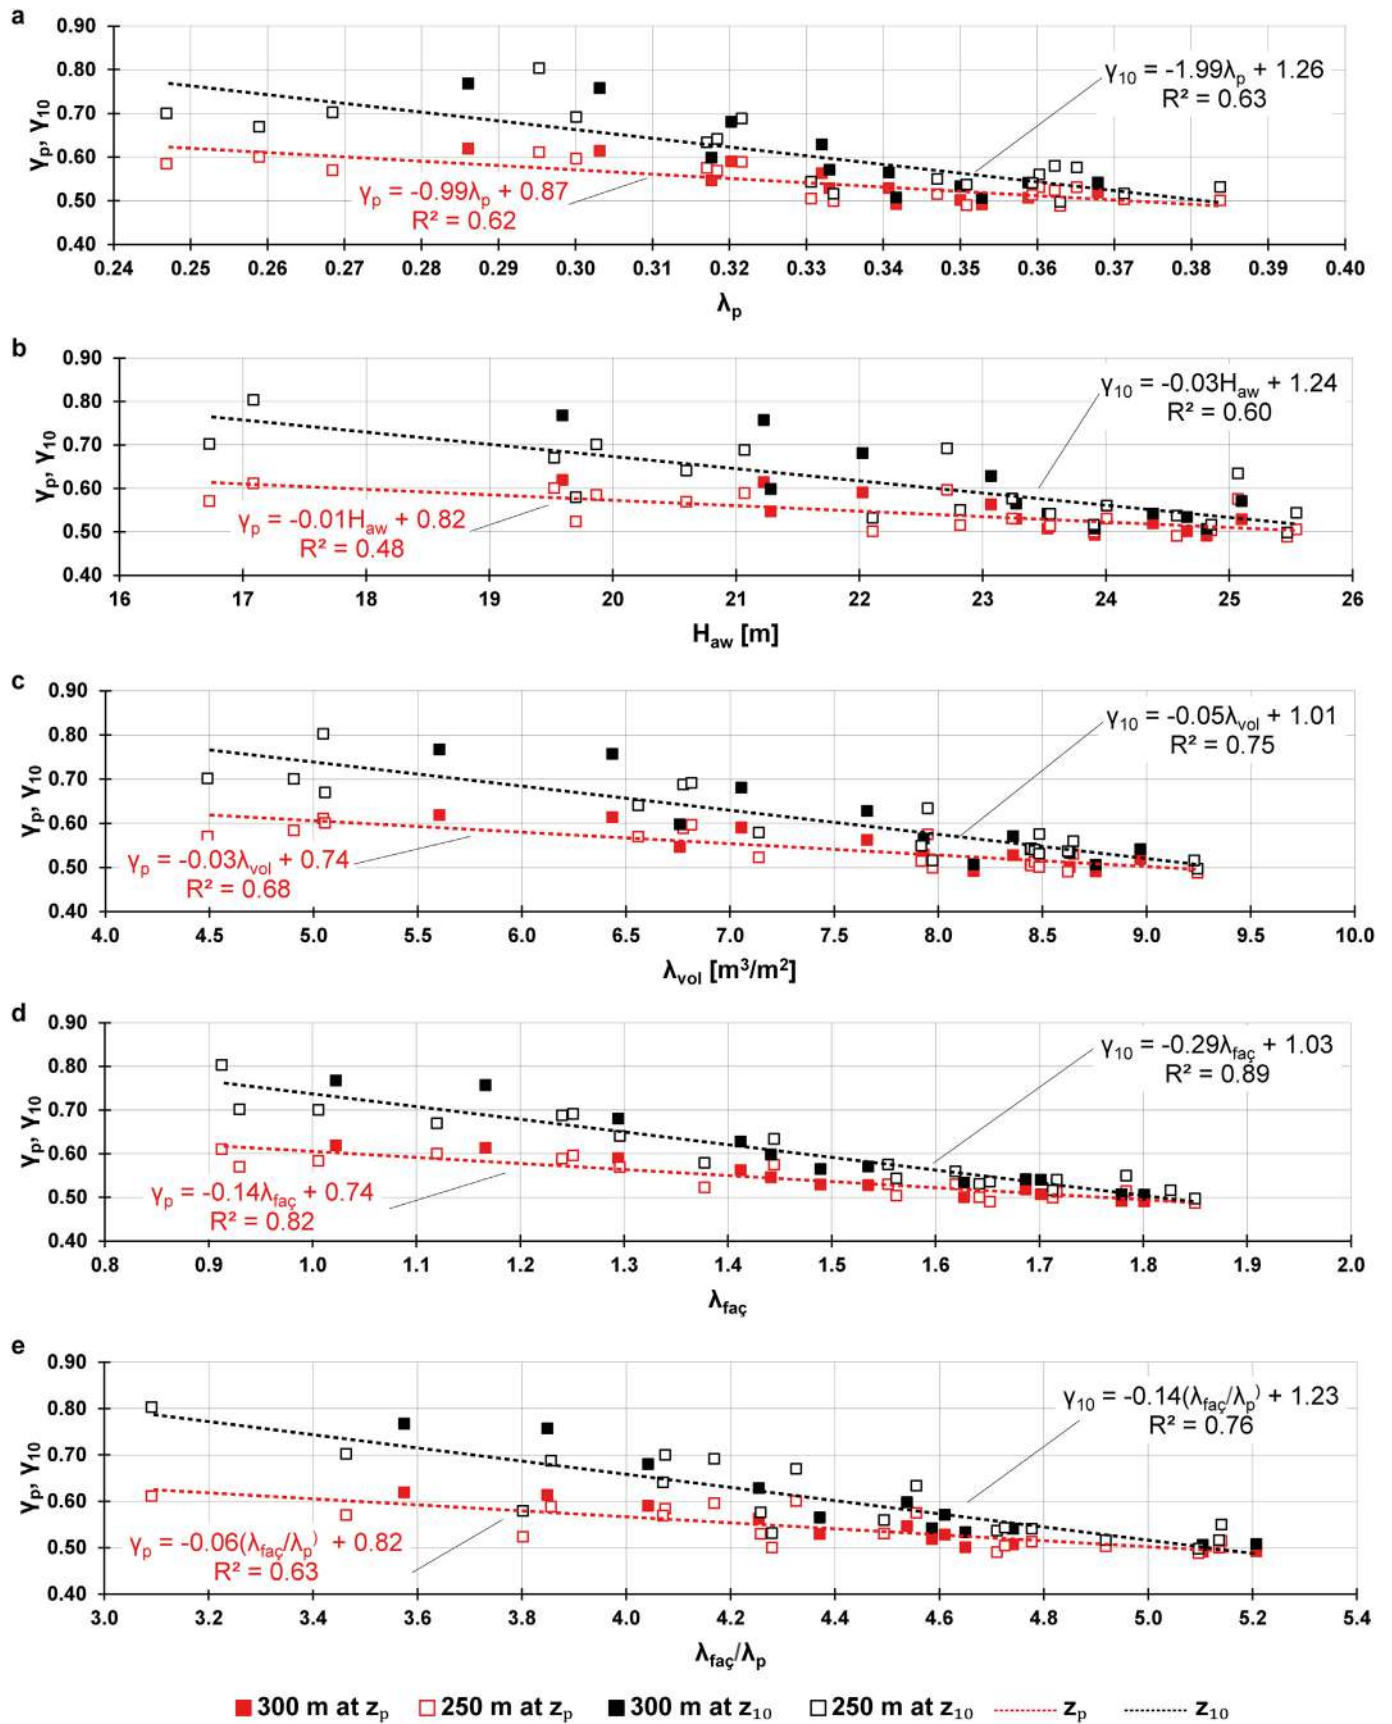 a
γp, γ10
0.90
0.80
0.70
0.60
0.50
0.40
γ10 = -1.99λp + 1.26
R² = 0.63
γp = -0.99λp + 0.87
R² = 0.62
0.24 0.25 0.26 0.27 0.28 0.29 0.30 0.31 0.32 0.33 0.34 0.35 0.36 0.37 0.38 0.39 0.40
λp
b
γp, γ10
0.90
0.80
0.70
0.60
0.50
0.40
γ10 = -0.03Haw + 1.24
R² = 0.60
γp = -0.01Haw + 0.82
R² = 0.48
16 17 18 19 20 21 22 23 24 25 26
Haw [m]
c
γp, γ10
0.90
0.80
0.70
0.60
0.50
0.40
γ10 = -0.05λvol + 1.01
R² = 0.75
γp = -0.03λvol + 0.74
R² = 0.68
4.0 4.5 5.0 5.5 6.0 6.5 7.0 7.5 8.0 8.5 9.0 9.5 10.0
λvol [m³/m²]
d
γp, γ10
0.90
0.80
0.70
0.60
0.50
0.40
γ10 = -0.29λfaç + 1.03
R² = 0.89
γp = -0.14λfaç + 0.74
R² = 0.82
0.8 0.9 1.0 1.1 1.2 1.3 1.4 1.5 1.6 1.7 1.8 1.9 2.0
λfaç
e
γp, γ10
0.90
0.80
0.70
0.60
0.50
0.40
γ10 = -0.14(λfaç/λp) + 1.23
R² = 0.76
γp = -0.06(λfaç/λp) + 0.82
R² = 0.63
3.0 3.2 3.4 3.6 3.8 4.0 4.2 4.4 4.6 4.8 5.0 5.2 5.4
λfaç/λp
300 m at zp 250 m at zp 300 m at z10 250 m at z10 zp z10